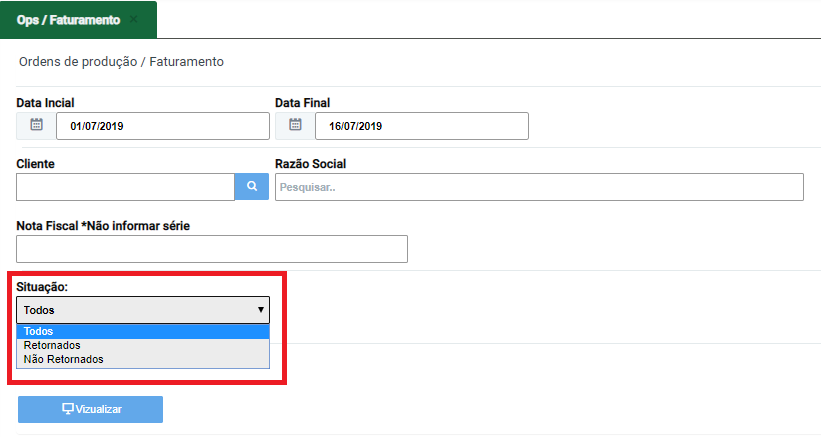 Ops / Faturamento ×
Ordens de produção / Faturamento
Data Incial Data Final
01/07/2019 16/07/2019
Cliente Razão Social
Pesquisar..
Nota Fiscal *Não informar série
Situação:
Todos
Todos
Retornados
Não Retornados
Vizualizar